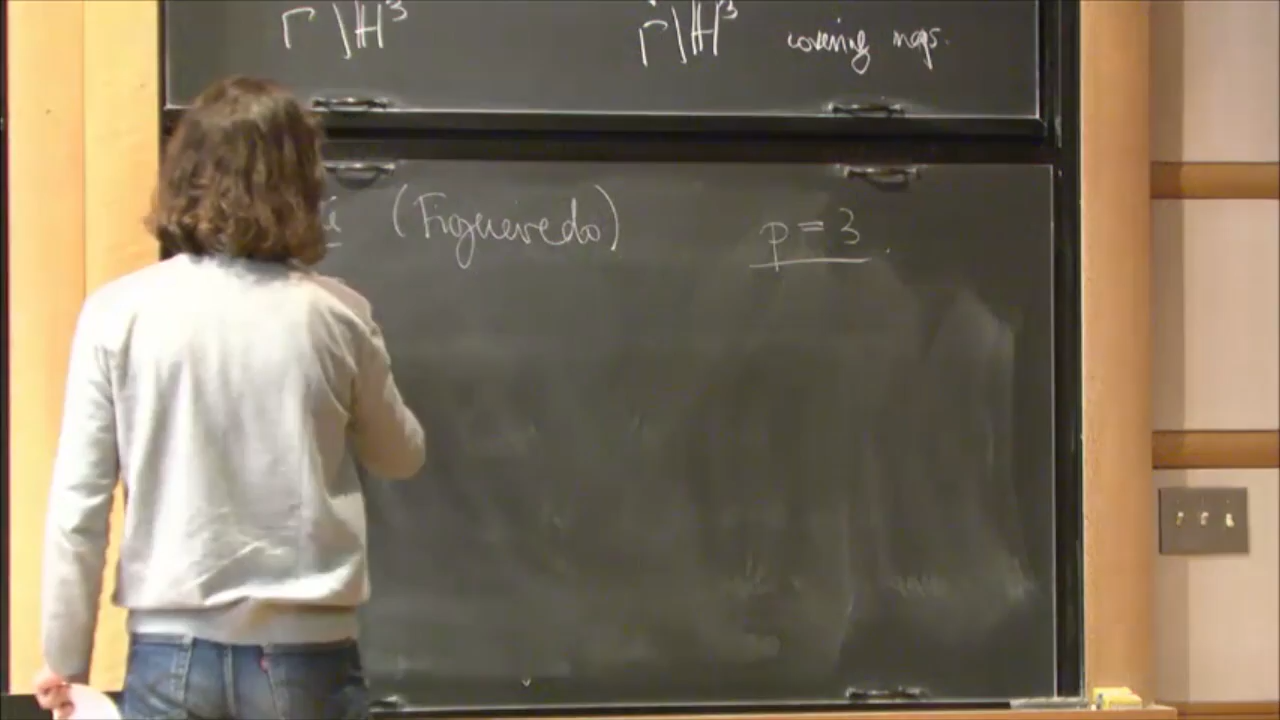 Γ\ℍ³ Γ̇\ℍ³ covering maps.
(Figueiredo) p = 3.